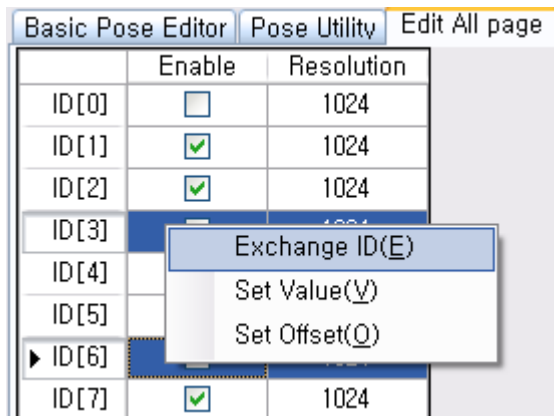 Basic Pose Editor Pose Utility Edit All page
Enable Resolution
ID[0] 1024
ID[1] 1024
ID[2] 1024
ID[3]
Exchange ID(E)
ID[4]
Set Value(V)
ID[5]
Set Offset(O)
ID[6]
ID[7] 1024